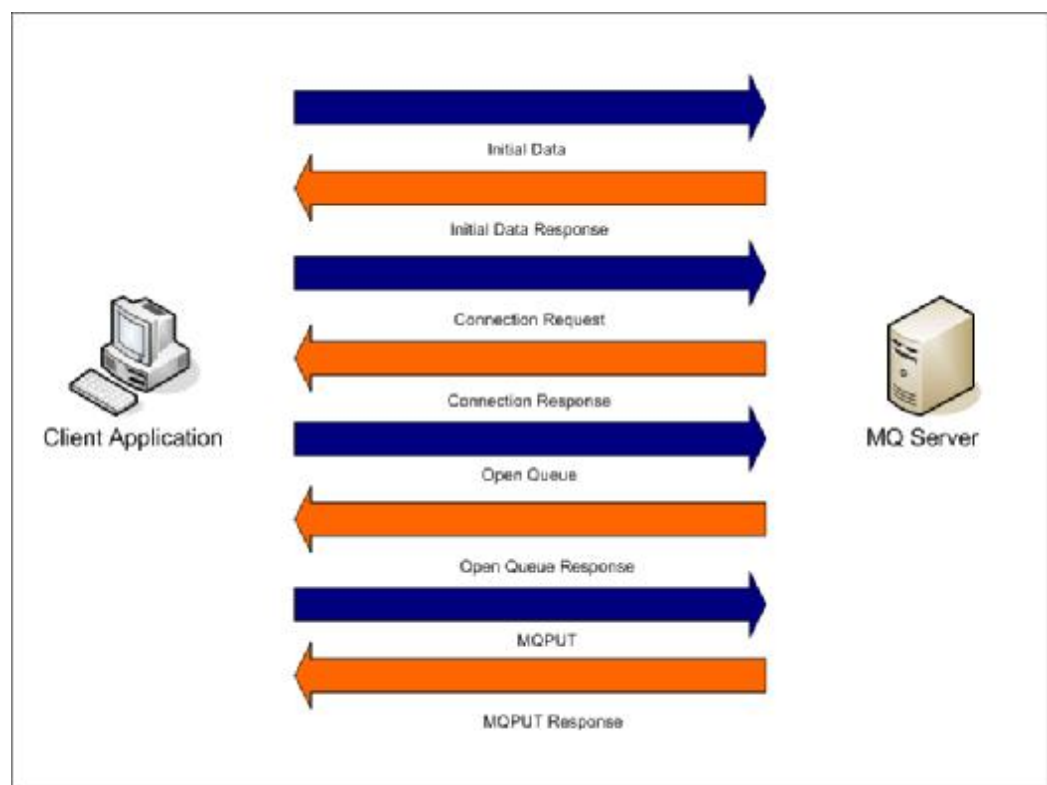 Initial Data
Initial Data Response
Connection Request
Connection Response
Client Application
MQ Server
Open Queue
Open Queue Response
MQPUT
MQPUT Response